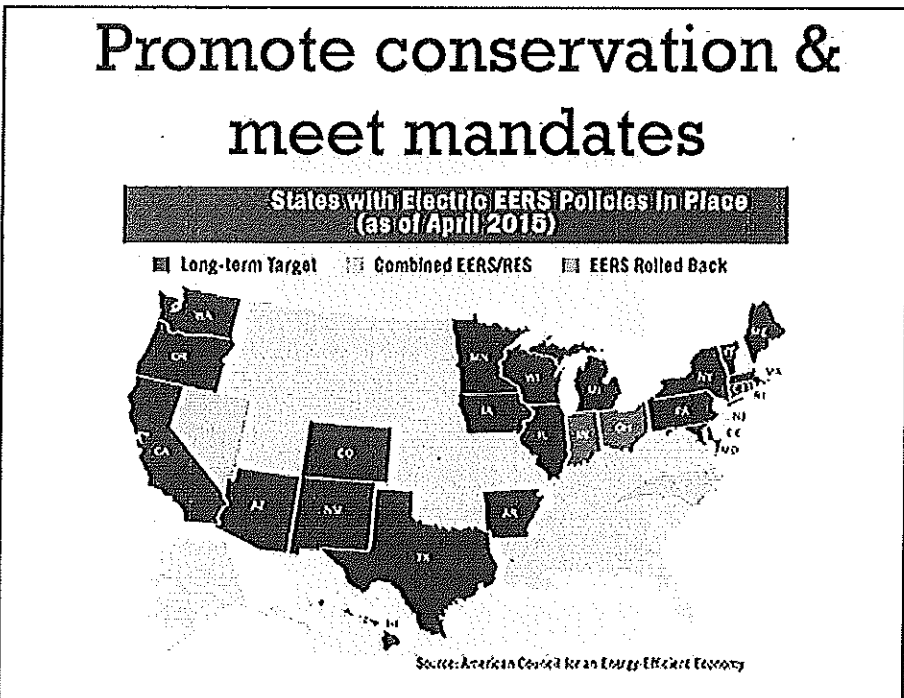 Promote conservation &
meet mandates
States with Electric EERS Policies in Place
(as of April 2015)
Long-term Target Combined EERS/RES EERS Rolled Back
WA
OR
CA
AZ
CO
NM
TX
MN
IA
WI
IL
MI
OH
AR
PA
NY
ME
RI
MD
HI
Source: American Council for an Energy-Efficient Economy